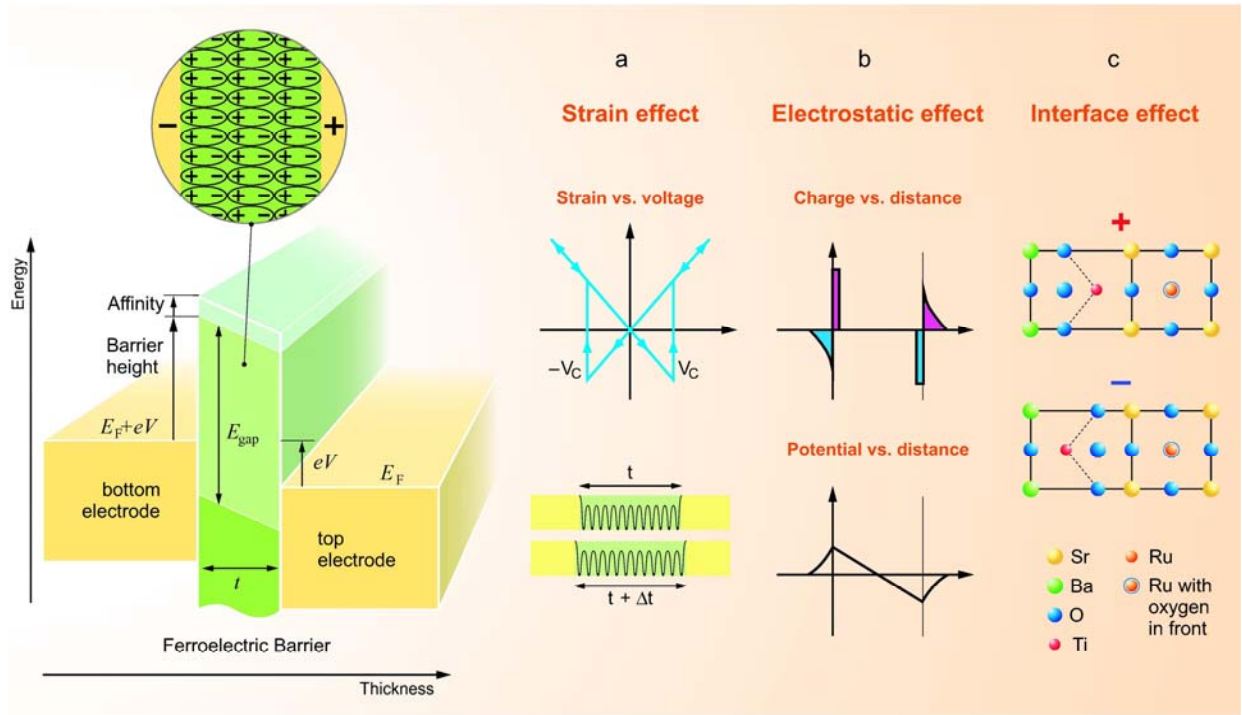 a
b
c
Strain effect
Electrostatic effect
Interface effect
− +
Energy
Affinity
Barrier
height
E_F+eV
E_gap
eV
E_F
bottom
electrode
top
electrode
t
Ferroelectric Barrier
Thickness
Strain vs. voltage
−V_C
V_C
t
t + Δt
Charge vs. distance
Potential vs. distance
+
−
Sr
Ba
O
Ti
Ru
Ru with
oxygen
in front